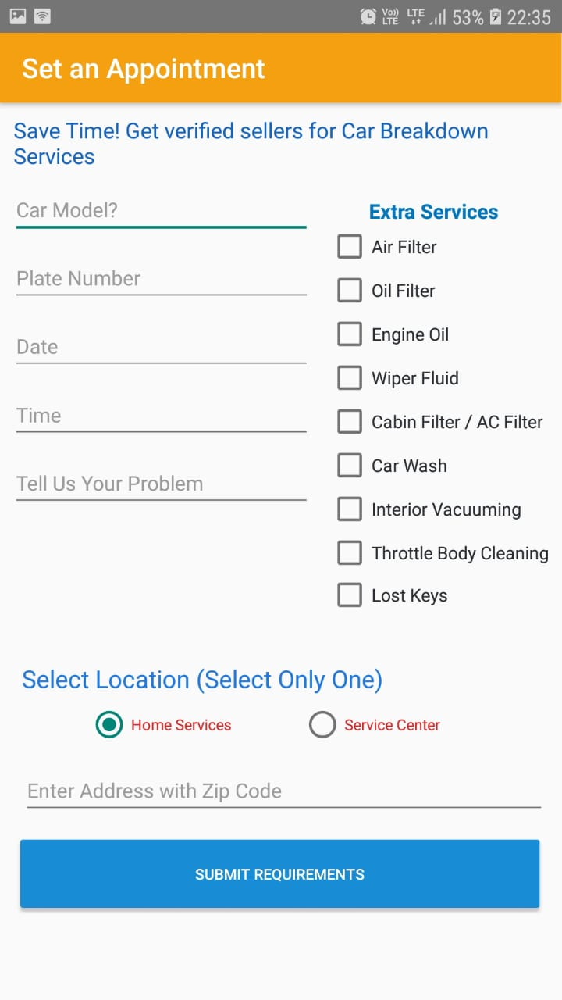 Vo)) LTE LTE 53% 22:35
Set an Appointment
Save Time! Get verified sellers for Car Breakdown
Services
Car Model?
Plate Number
Date
Time
Tell Us Your Problem
Extra Services
Air Filter
Oil Filter
Engine Oil
Wiper Fluid
Cabin Filter / AC Filter
Car Wash
Interior Vacuuming
Throttle Body Cleaning
Lost Keys
Select Location (Select Only One)
Home Services
Service Center
Enter Address with Zip Code
SUBMIT REQUIREMENTS